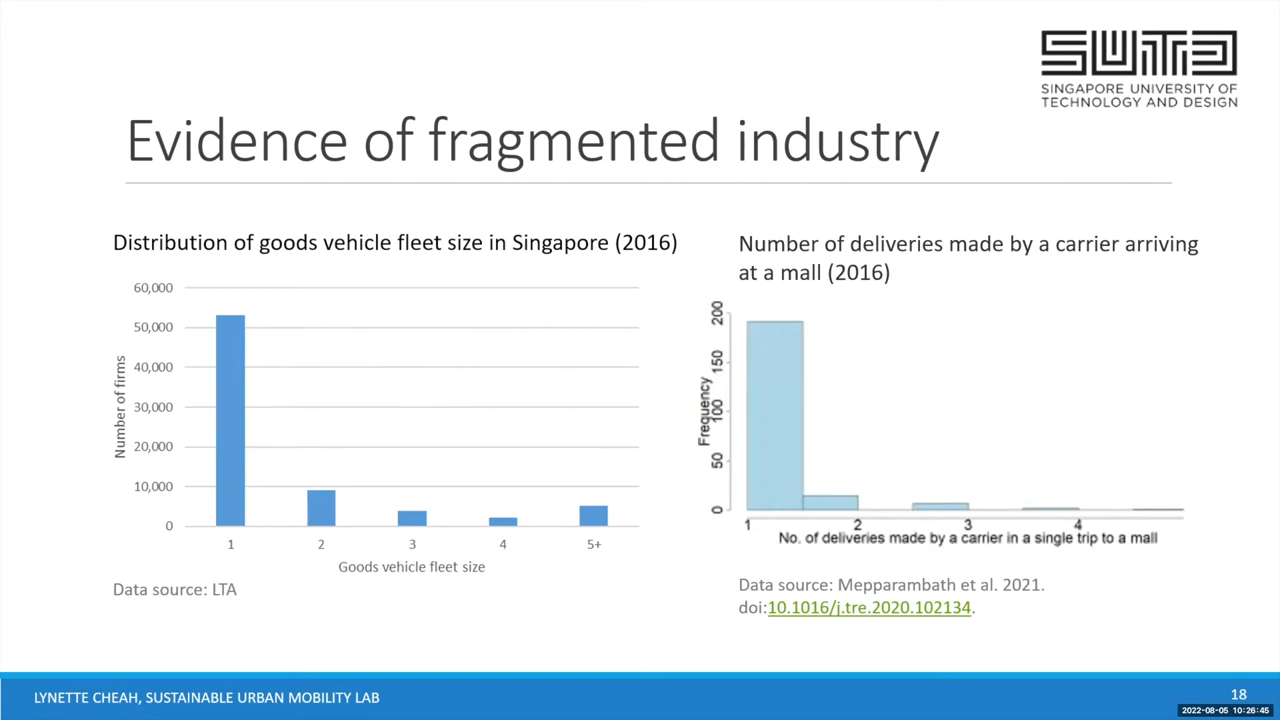 SUTD
SINGAPORE UNIVERSITY OF
TECHNOLOGY AND DESIGN
Evidence of fragmented industry
Distribution of goods vehicle fleet size in Singapore (2016)
60,000
50,000
40,000
30,000
20,000
10,000
0
Number of firms
1 2 3 4 5+
Goods vehicle fleet size
Data source: LTA
Number of deliveries made by a carrier arriving
at a mall (2016)
200
150
100
50
0
Frequency
1 2 3 4
No. of deliveries made by a carrier in a single trip to a mall
Data source: Mepparambath et al. 2021.
doi:10.1016/j.tre.2020.102134.
LYNETTE CHEAH, SUSTAINABLE URBAN MOBILITY LAB
18
2022-08-05 10:26:45